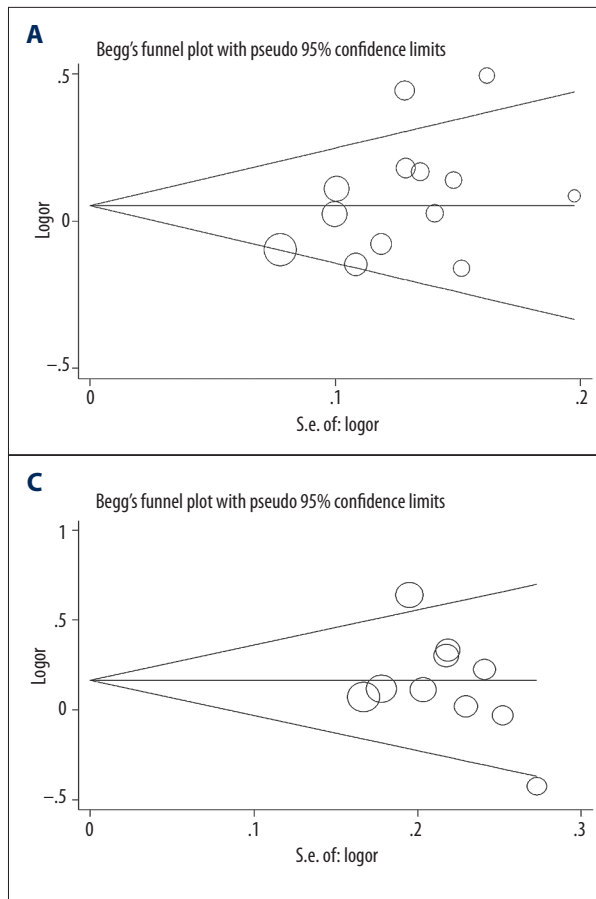 A
Begg's funnel plot with pseudo 95% confidence limits
.5
0
–.5
Logor
0 .1 .2
S.e. of: logor
C
Begg's funnel plot with pseudo 95% confidence limits
1
.5
0
–.5
Logor
0 .1 .2 .3
S.e. of: logor